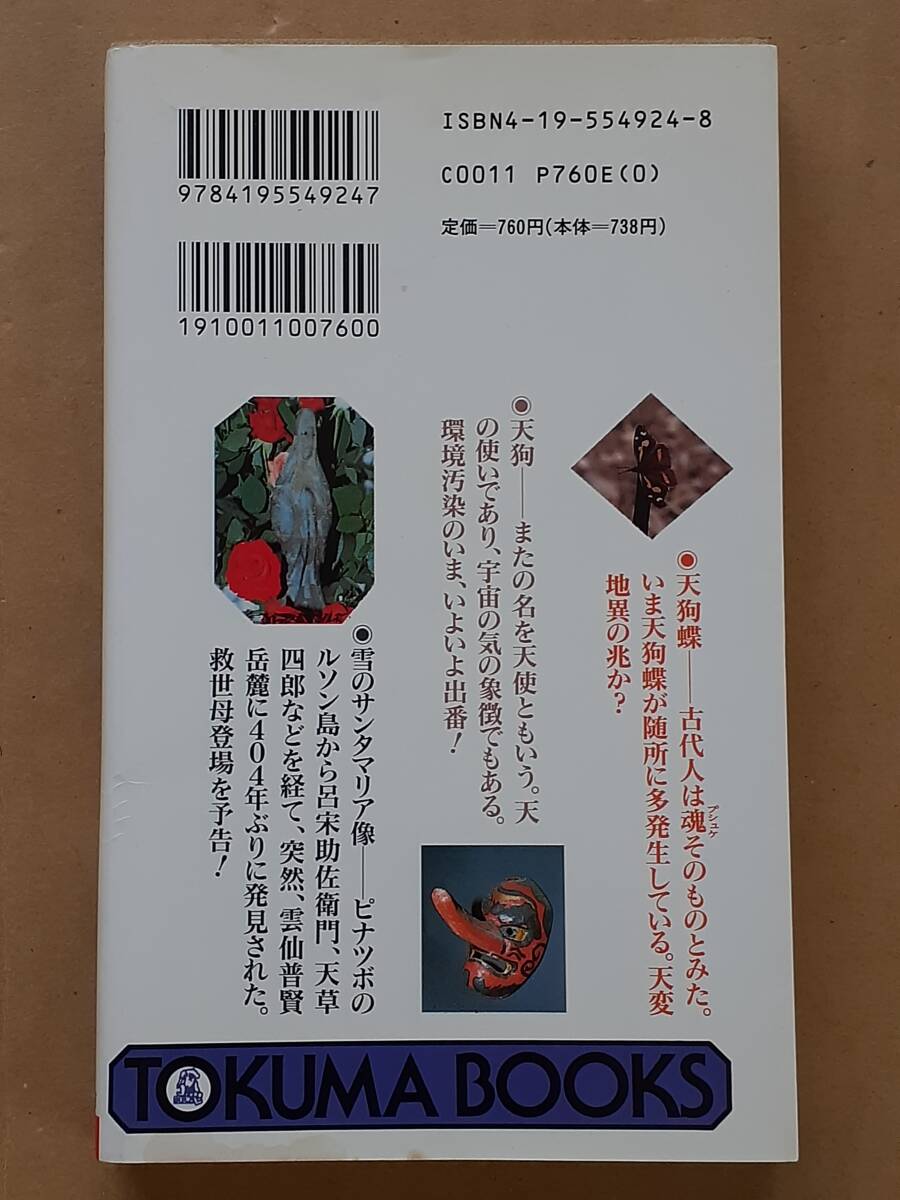 ISBN4-19-554924-8
C0011 P760E(0)
定価＝760円(本体＝738円)
9784195549247
1910011007600
◉天狗蝶――古代人は魂そのものとみた。
プシュケ
いま天狗蝶が随所に多発生している。天変
地異の兆か？
◉天狗――またの名を天使ともいう。天
の使いであり、宇宙の気の象徴でもある。
環境汚染のいま、いよいよ出番！
◉雪のサンタマリア像――ピナツボの
ルソン島から呂宋助佐衛門、天草
四郎などを経て、突然、雲仙普賢
岳麓に404年ぶりに発見された。
救世母登場を予告！
TOKUMA BOOKS